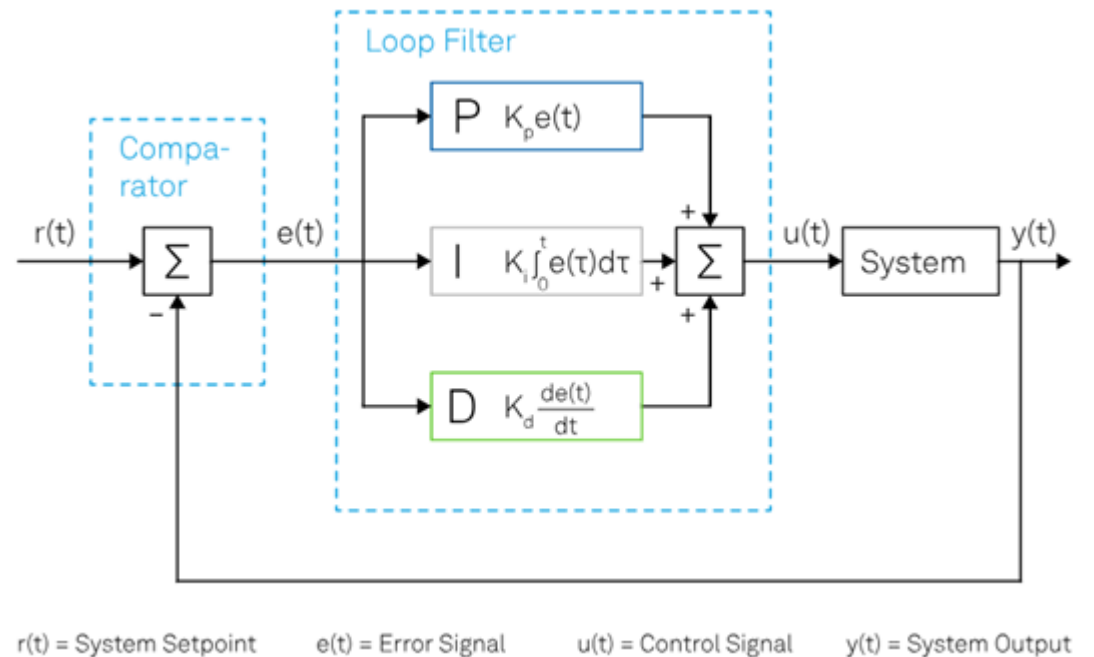 Loop Filter
Compa-
rator
P K_p e(t)
r(t)
Σ
e(t)
I K_i∫_0^t e(τ)dτ
+
+
+
Σ
u(t)
System
y(t)
−
D K_d de(t)/dt
r(t) = System Setpoint e(t) = Error Signal u(t) = Control Signal y(t) = System Output